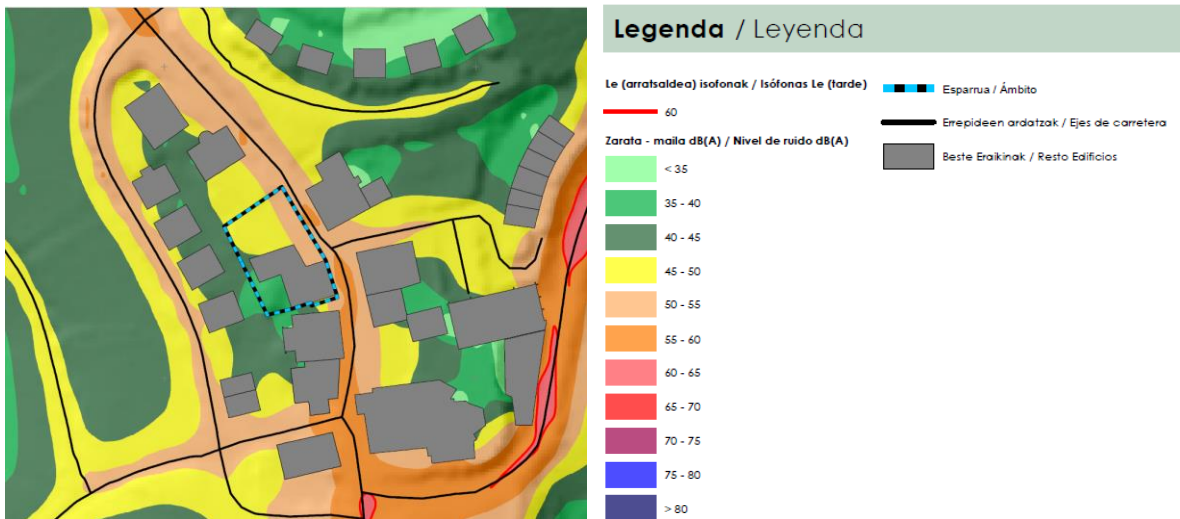 Legenda / Leyenda
Le (arratsaldea) isofonak / Isófonas Le (tarde)
60
Zarata - maila dB(A) / Nivel de ruido dB(A)
< 35
35 - 40
40 - 45
45 - 50
50 - 55
55 - 60
60 - 65
65 - 70
70 - 75
75 - 80
> 80
Esparrua / Ámbito
Errepideen ardatzak / Ejes de carretera
Beste Eraikinak / Resto Edificios